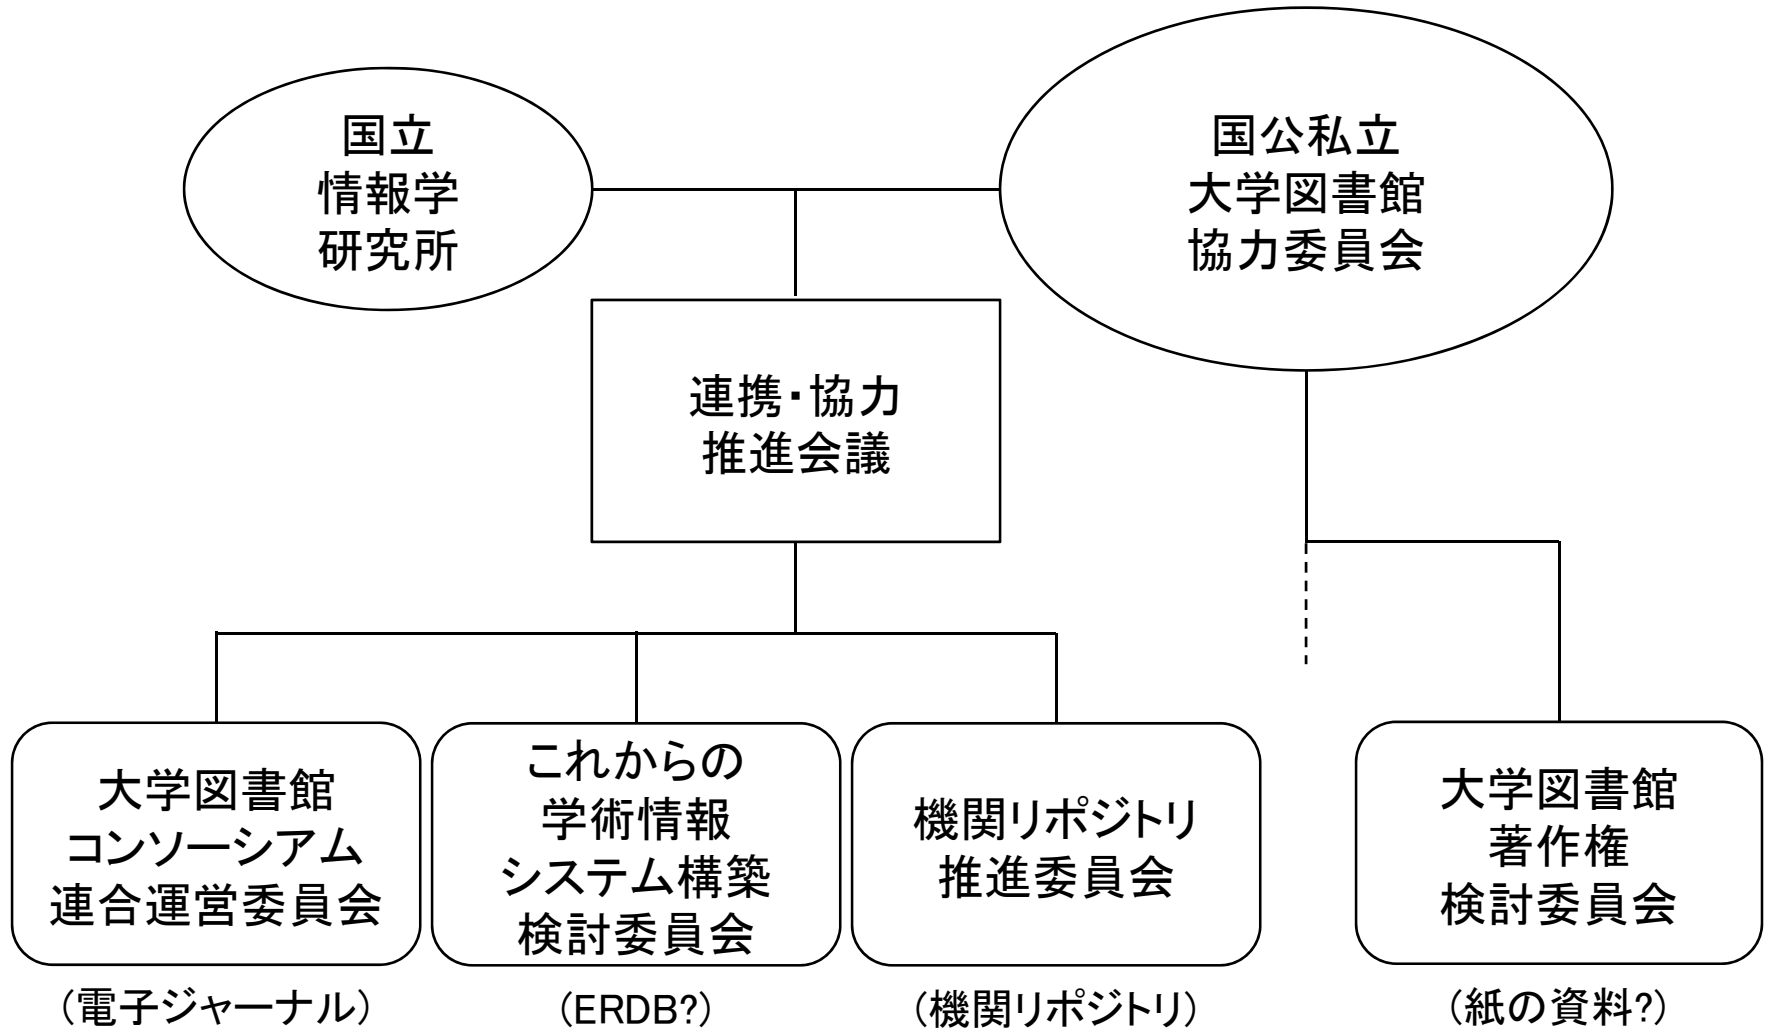 国立
情報学
研究所
国公私立
大学図書館
協力委員会
連携・協力
推進会議
大学図書館
コンソーシアム
連合運営委員会
(電子ジャーナル)
これからの
学術情報
システム構築
検討委員会
(ERDB?)
機関リポジトリ
推進委員会
(機関リポジトリ)
大学図書館
著作権
検討委員会
(紙の資料?)